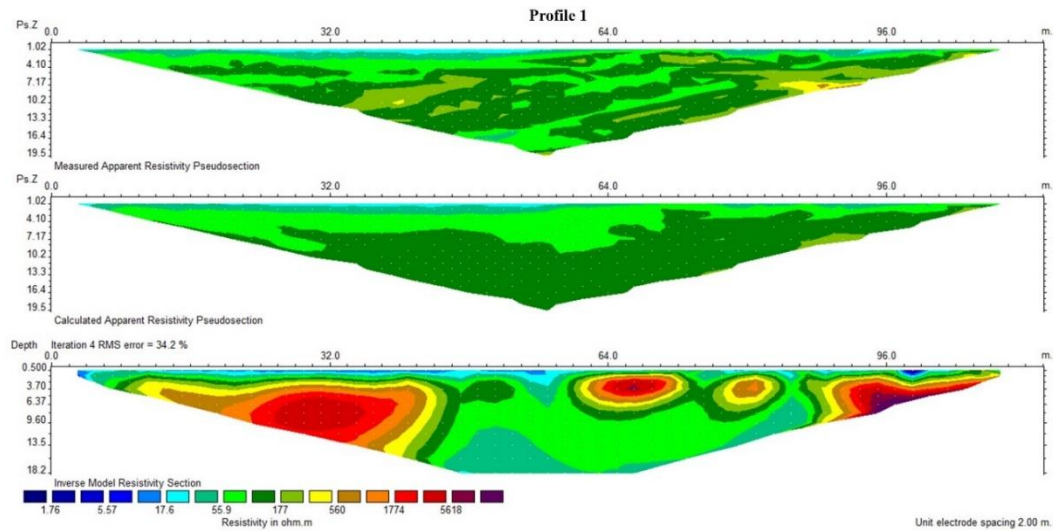 Profile 1
Ps.Z 0.0 32.0 64.0 96.0 m.
1.02
4.10
7.17
10.2
13.3
16.4
19.5
Measured Apparent Resistivity Pseudosection
Ps.Z 0.0 32.0 64.0 96.0 m.
1.02
4.10
7.17
10.2
13.3
16.4
19.5
Calculated Apparent Resistivity Pseudosection
Depth Iteration 4 RMS error = 34.2 %
0.0 32.0 64.0 96.0 m.
0.500
3.70
6.37
9.60
13.5
18.2
Inverse Model Resistivity Section
1.76 5.57 17.6 55.9 177 560 1774 5618
Resistivity in ohm.m Unit electrode spacing 2.00 m.